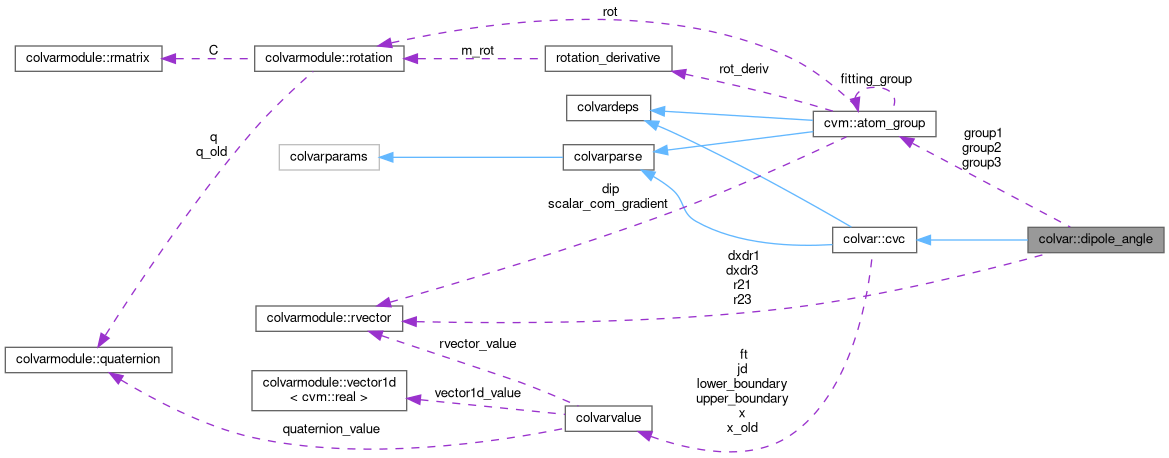 rot
colvarmodule::rmatrix
C
colvarmodule::rotation
m_rot
rotation_derivative
rot_deriv
fitting_group
colvardeps
cvm::atom_group
q
q_old
colvarparams
colvarparse
group1
group2
group3
dip
scalar_com_gradient
colvar::cvc
colvar::dipole_angle
dxdr1
dxdr3
r21
r23
colvarmodule::rvector
rvector_value
colvarmodule::quaternion
colvarmodule::vector1d
< cvm::real >
vector1d_value
ft
jd
lower_boundary
upper_boundary
x
x_old
colvarvalue
quaternion_value